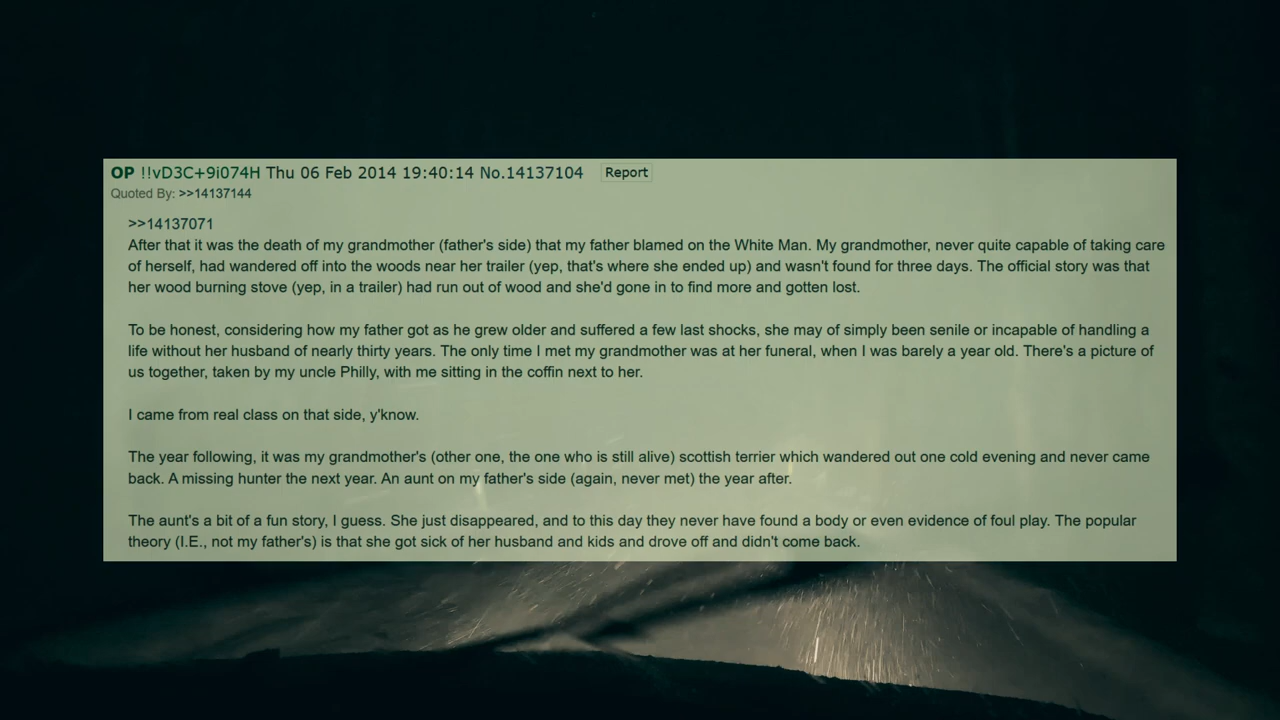 OP !!vD3C+9i074H Thu 06 Feb 2014 19:40:14 No.14137104 Report
Quoted By: >>14137144
>>14137071
After that it was the death of my grandmother (father's side) that my father blamed on the White Man. My grandmother, never quite capable of taking care
of herself, had wandered off into the woods near her trailer (yep, that's where she ended up) and wasn't found for three days. The official story was that
her wood burning stove (yep, in a trailer) had run out of wood and she'd gone in to find more and gotten lost.
To be honest, considering how my father got as he grew older and suffered a few last shocks, she may of simply been senile or incapable of handling a
life without her husband of nearly thirty years. The only time I met my grandmother was at her funeral, when I was barely a year old. There's a picture of
us together, taken by my uncle Philly, with me sitting in the coffin next to her.
I came from real class on that side, y'know.
The year following, it was my grandmother's (other one, the one who is still alive) scottish terrier which wandered out one cold evening and never came
back. A missing hunter the next year. An aunt on my father's side (again, never met) the year after.
The aunt's a bit of a fun story, I guess. She just disappeared, and to this day they never have found a body or even evidence of foul play. The popular
theory (I.E., not my father's) is that she got sick of her husband and kids and drove off and didn't come back.